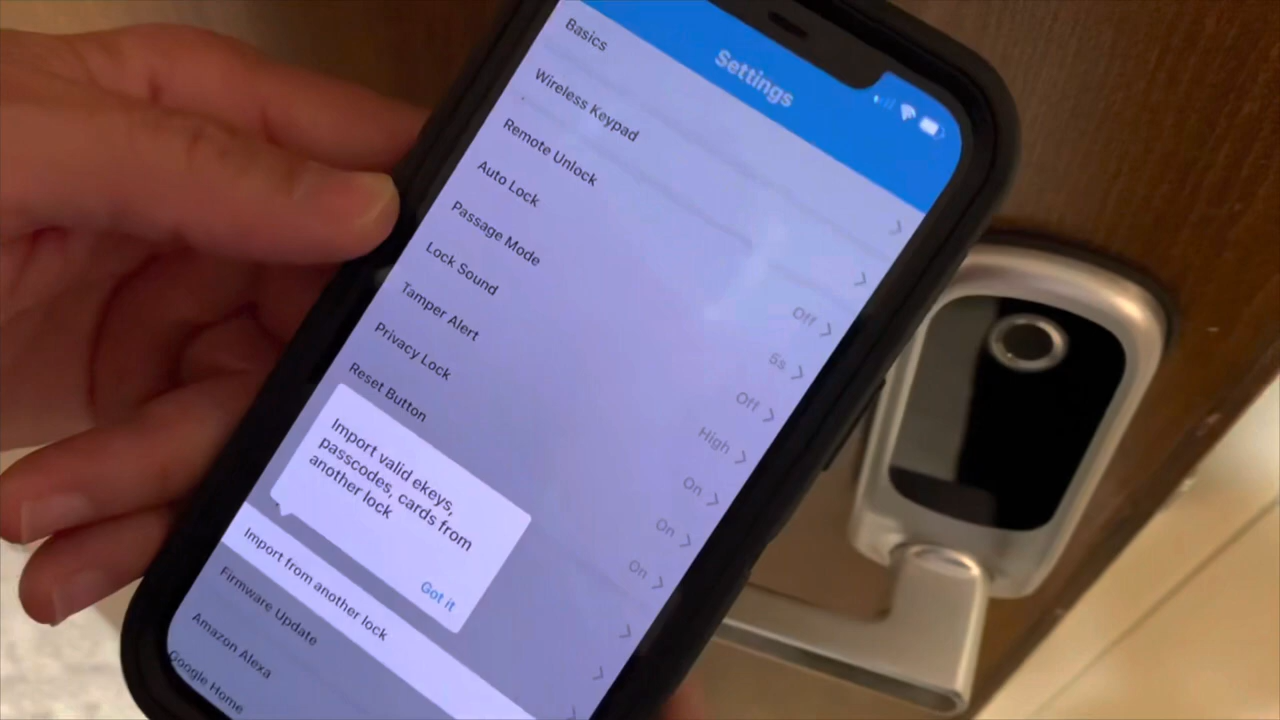 Settings
Basics
Wireless Keypad
Remote Unlock Off
Auto Lock 5s
Passage Mode Off
Lock Sound High
Tamper Alert On
Privacy Lock On
Reset Button On
Import valid ekeys,
passcodes, cards from
another lock
Got it
Import from another lock
Firmware Update
Amazon Alexa
Google Home